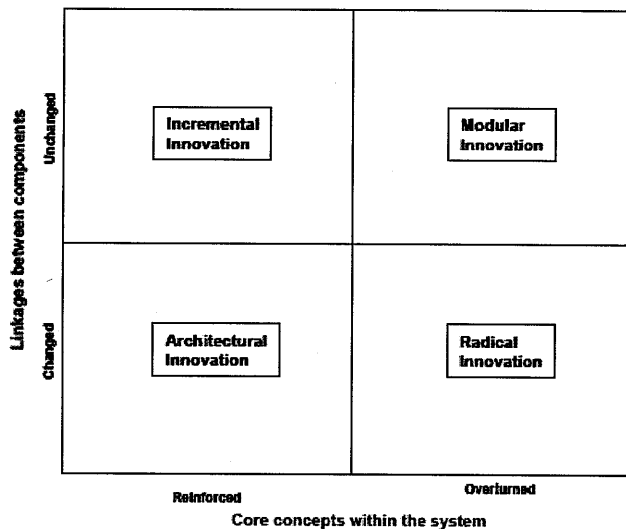 Linkages between components
Unchanged
Changed
Incremental
Innovation
Modular
Innovation
Architectural
Innovation
Radical
Innovation
Reinforced
Overturned
Core concepts within the system